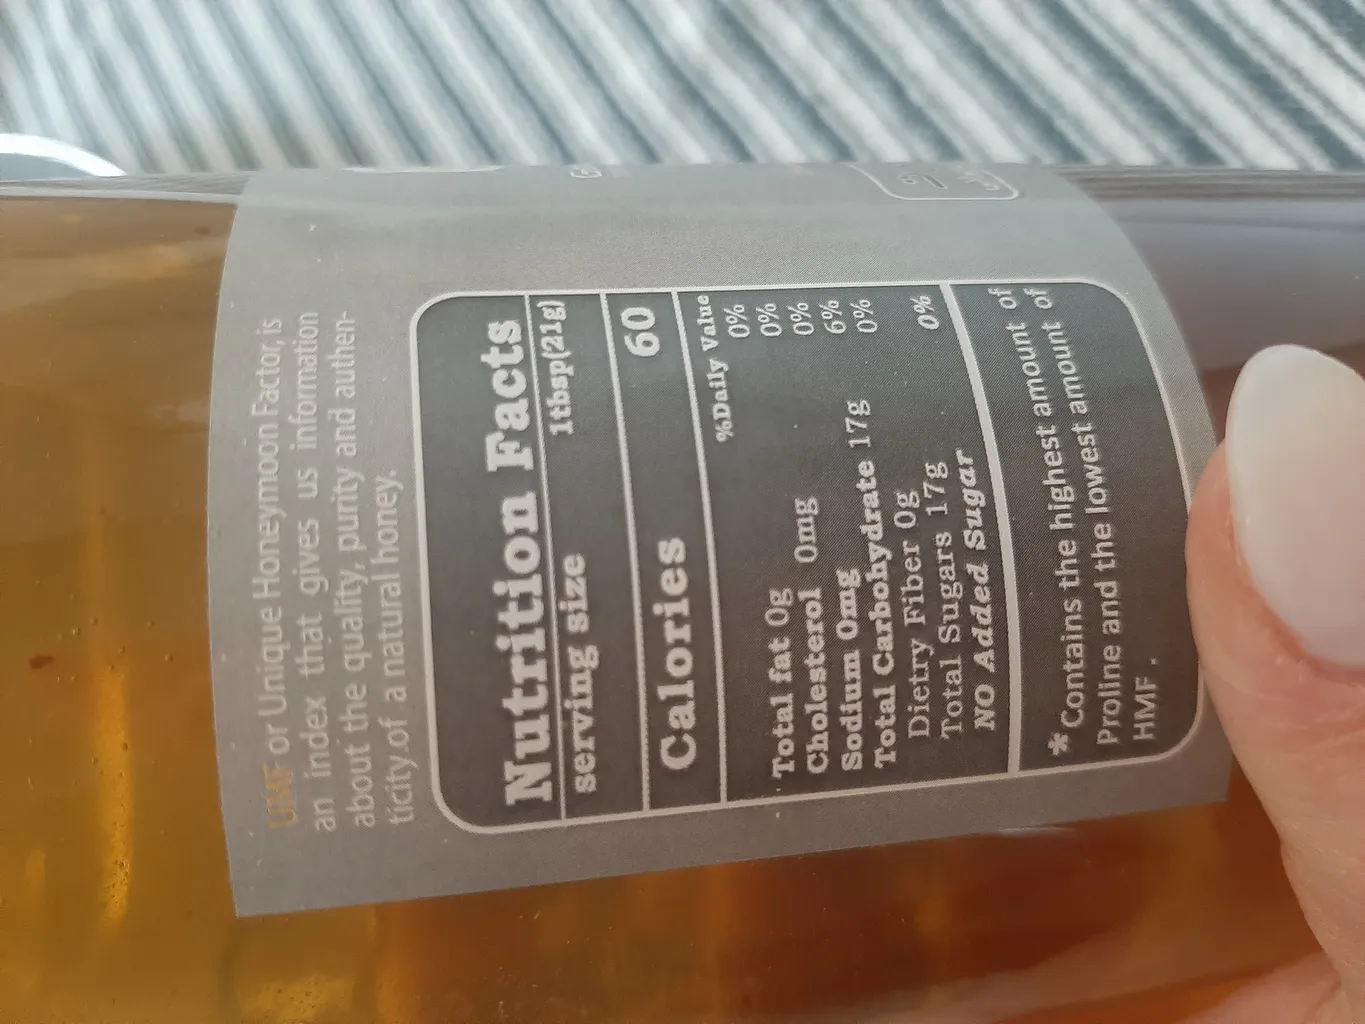 UMF or Unique Honeymoon Factor, is
an index that gives us information
about the quality, purity and authen-
ticity.of a natural honey.
Nutrition Facts
serving size 1tbsp(21g)
Calories 60
%Daily Value
Total fat 0g 0%
Cholesterol 0mg 0%
Sodium 0mg 0%
Total Carbohydrate 17g 6%
Dietry Fiber 0g 0%
Total Sugars 17g
NO Added Sugar 0%
*Contains the highest amount of
Proline and the lowest amount of
HMF.